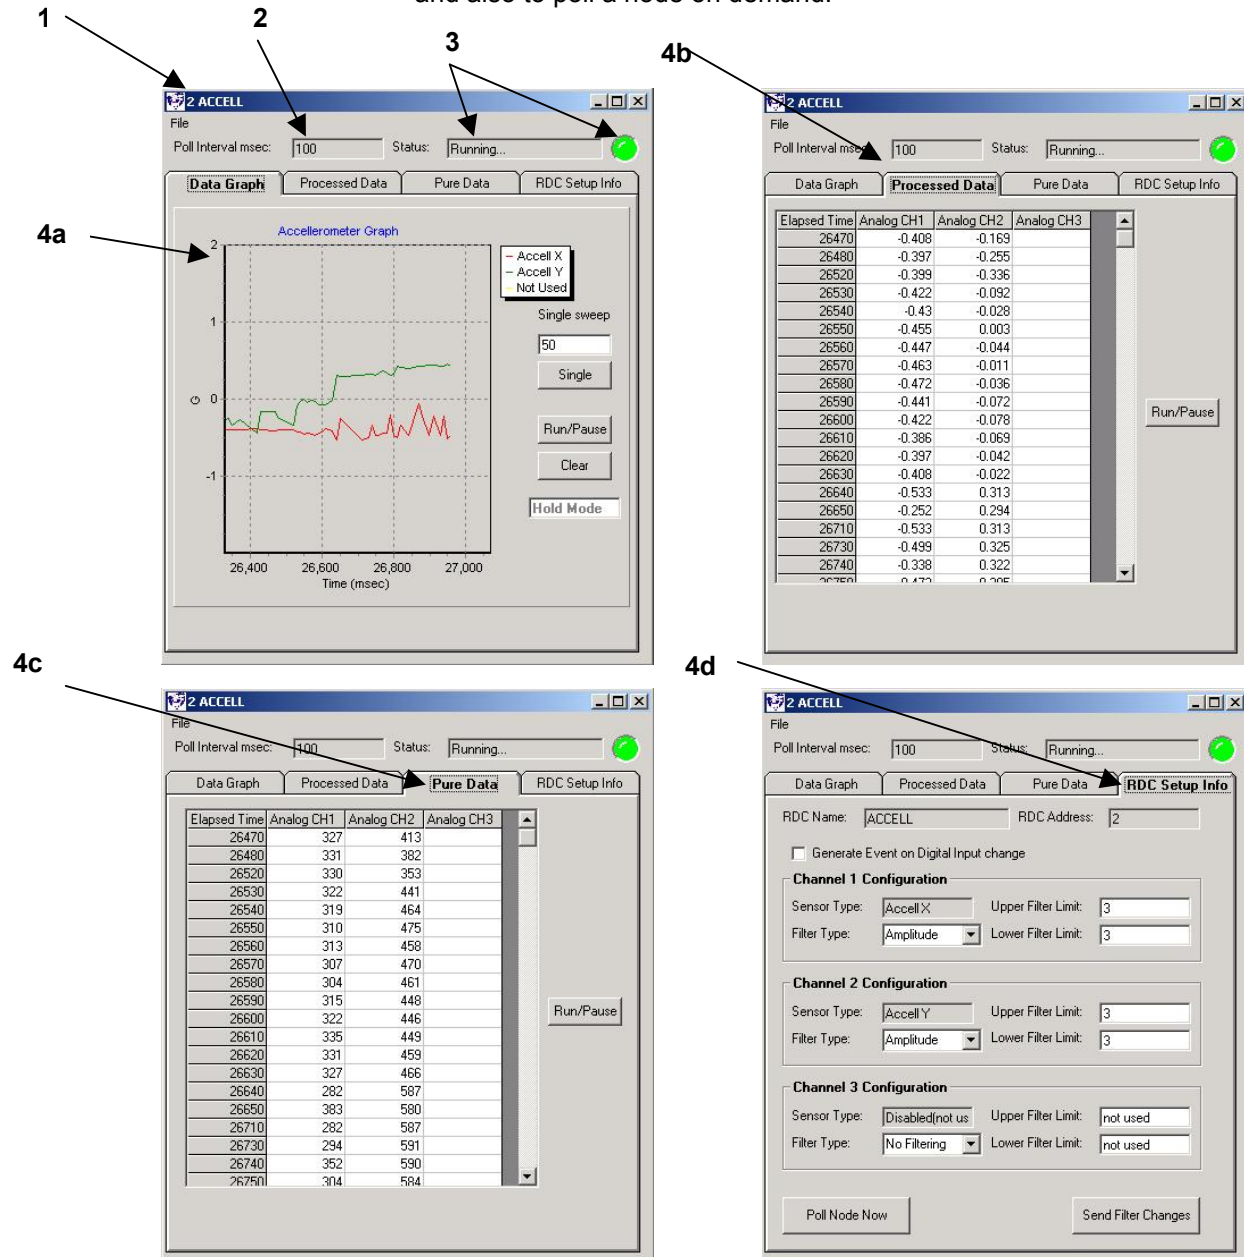 and also to poll a node on demand.
1
2
3
4b
2 ACCELL
File
Poll Interval msec: 100 Status: Running...
Data Graph Processed Data Pure Data RDC Setup Info
4a
Accellerometer Graph
Accell X
Accell Y
Not Used
2
1
0
-1
G
26,400 26,600 26,800 27,000
Time (msec)
Single sweep
50
Single
Run/Pause
Clear
Hold Mode
2 ACCELL
File
Poll Interval msec 100 Status: Running...
Data Graph Processed Data Pure Data RDC Setup Info
Elapsed Time Analog CH1 Analog CH2 Analog CH3
26470 -0.408 -0.169
26480 -0.397 -0.255
26520 -0.399 -0.336
26530 -0.422 -0.092
26540 -0.43 -0.028
26550 -0.455 0.003
26560 -0.447 -0.044
26570 -0.463 -0.011
26580 -0.472 -0.036
26590 -0.441 -0.072
26600 -0.422 -0.078
26610 -0.386 -0.069
26620 -0.397 -0.042
26630 -0.408 -0.022
26640 -0.533 0.313
26650 -0.252 0.294
26710 -0.533 0.313
26730 -0.499 0.325
26740 -0.338 0.322
Run/Pause
4c
2 ACCELL
File
Poll Interval msec: 100 Status: Running...
Data Graph Processed Data Pure Data RDC Setup Info
Elapsed Time Analog CH1 Analog CH2 Analog CH3
26470 327 413
26480 331 382
26520 330 353
26530 322 441
26540 319 464
26550 310 475
26560 313 458
26570 307 470
26580 304 461
26590 315 448
26600 322 446
26610 335 449
26620 331 459
26630 327 466
26640 282 587
26650 383 580
26710 282 587
26730 294 591
26740 352 590
26750 304 584
Run/Pause
4d
2 ACCELL
File
Poll Interval msec: 100 Status: Running...
Data Graph Processed Data Pure Data RDC Setup Info
RDC Name: ACCELL RDC Address: 2
Generate Event on Digital Input change
Channel 1 Configuration
Sensor Type: Accell X Upper Filter Limit: 3
Filter Type: Amplitude Lower Filter Limit: 3
Channel 2 Configuration
Sensor Type: Accell Y Upper Filter Limit: 3
Filter Type: Amplitude Lower Filter Limit: 3
Channel 3 Configuration
Sensor Type: Disabled(not us Upper Filter Limit: not used
Filter Type: No Filtering Lower Filter Limit: not used
Poll Node Now Send Filter Changes